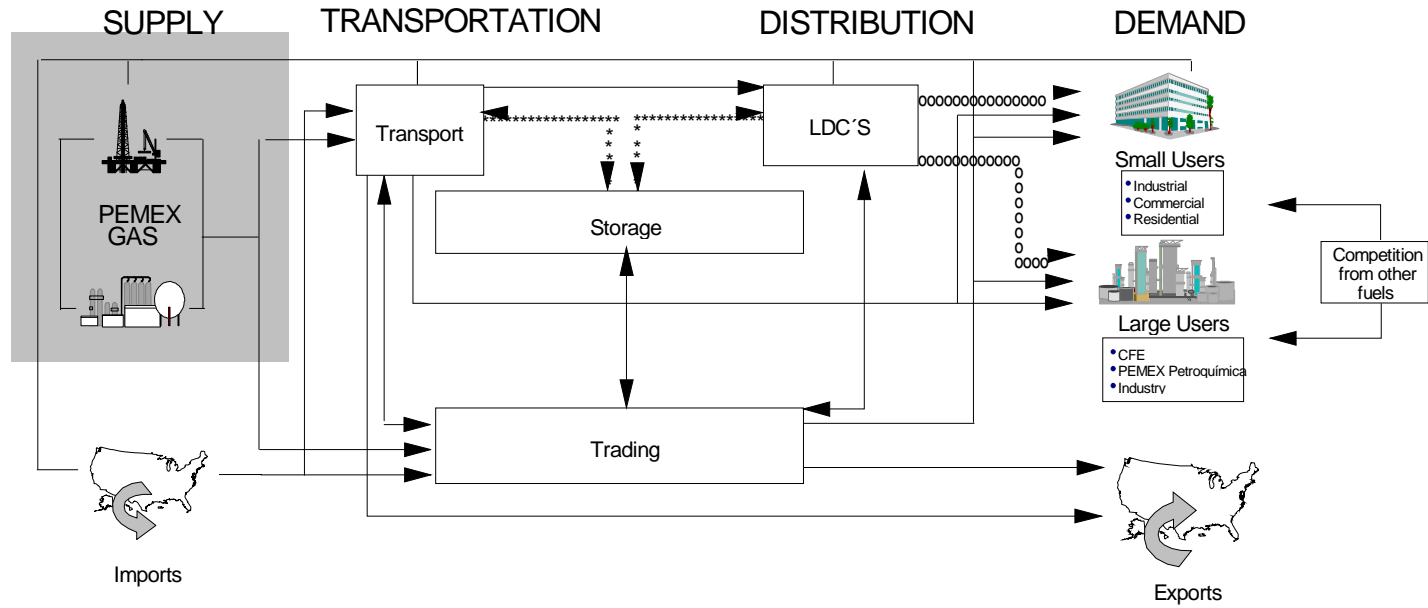 SUPPLY
TRANSPORTATION
DISTRIBUTION
DEMAND
Transport
LDC´S
PEMEX
GAS
Storage
Small Users
• Industrial
• Commercial
• Residential
Competition
from other
fuels
Large Users
• CFE
• PEMEX Petroquímica
• Industry
Trading
Imports
Exports